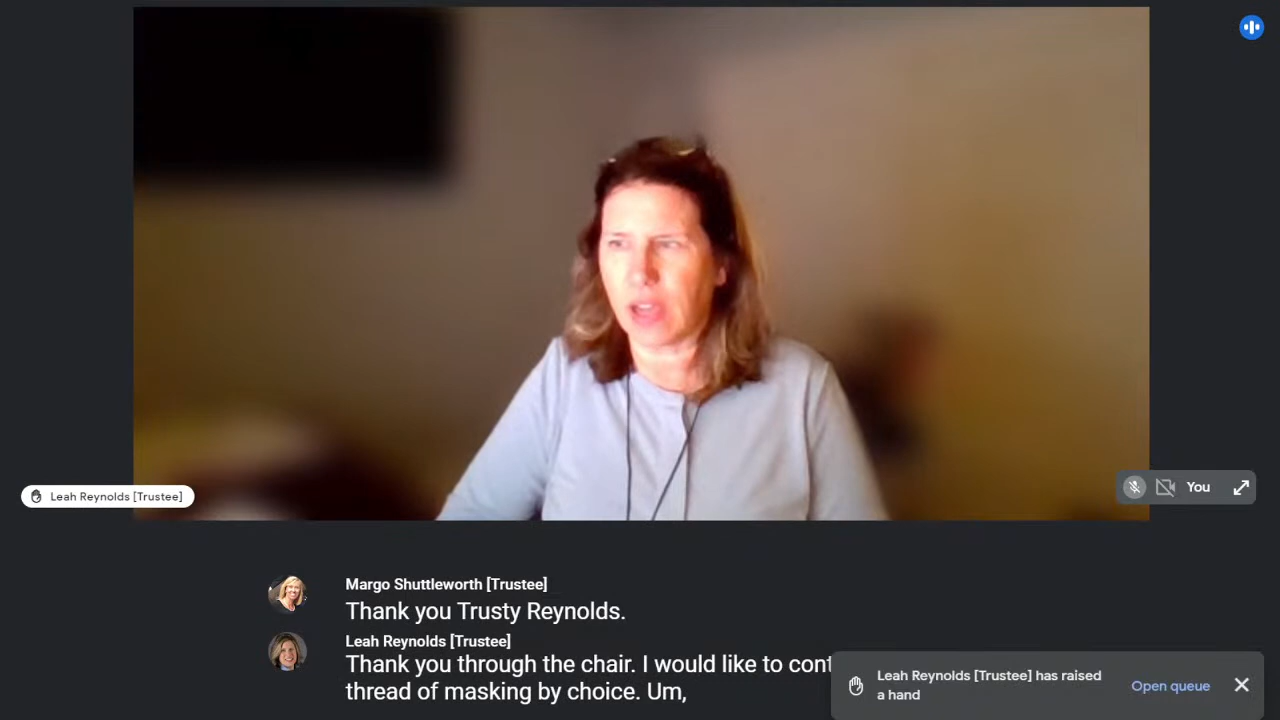 Leah Reynolds [Trustee]
You
Margo Shuttleworth [Trustee]
Thank you Trusty Reynolds.
Leah Reynolds [Trustee]
Thank you through the chair. I would like to cont
thread of masking by choice. Um,
Leah Reynolds [Trustee] has raised
a hand
Open queue